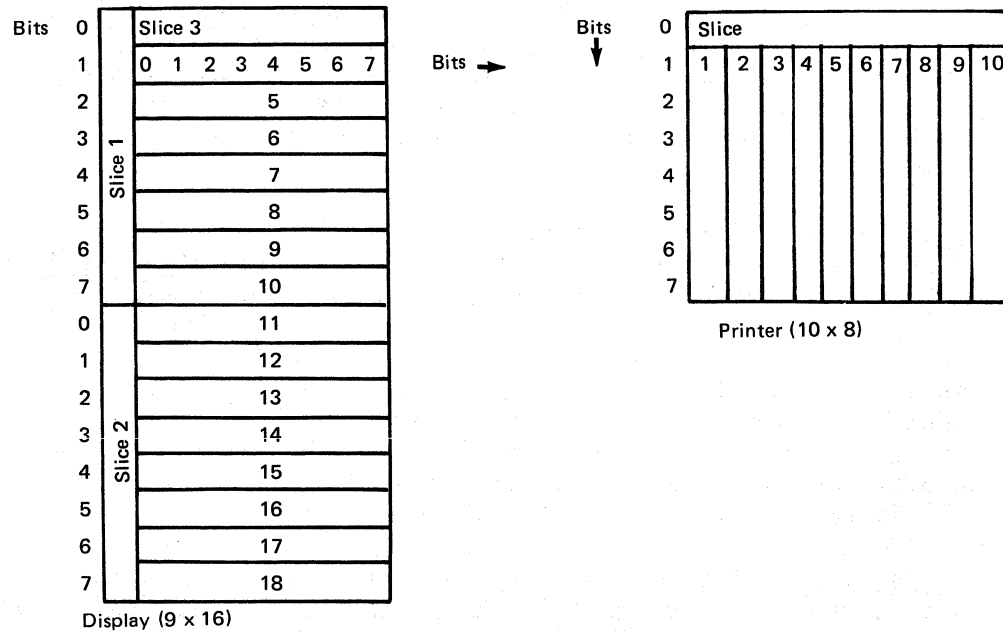 Bits 0 Slice 3
1 0 1 2 3 4 5 6 7
2 5
3 6
4 7
5 8
6 9
7 10
Slice 1
0 11
1 12
2 13
3 14
4 15
5 16
6 17
7 18
Slice 2
Display (9 x 16)
Bits
Bits 0 Slice
1 1 2 3 4 5 6 7 8 9 10
2
3
4
5
6
7
Printer (10 x 8)